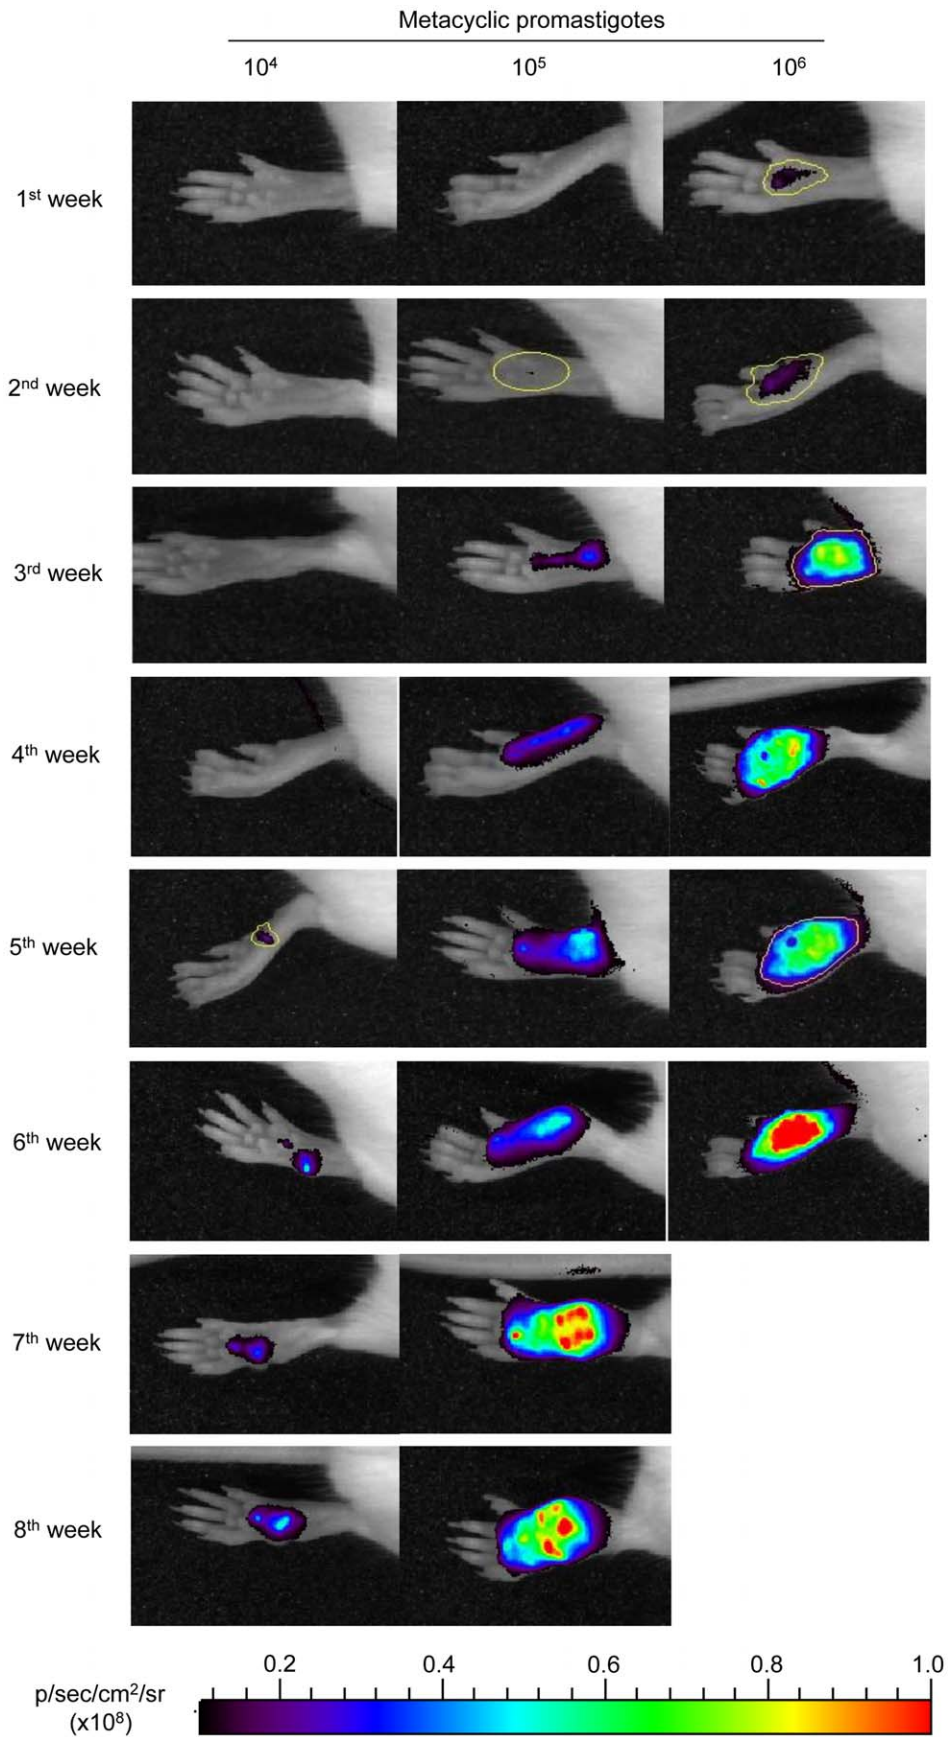 Metacyclic promastigotes
10⁴ 10⁵ 10⁶
1ˢᵗ week
2ⁿᵈ week
3ʳᵈ week
4ᵗʰ week
5ᵗʰ week
6ᵗʰ week
7ᵗʰ week
8ᵗʰ week
0.2 0.4 0.6 0.8 1.0
p/sec/cm²/sr
(x10⁸)